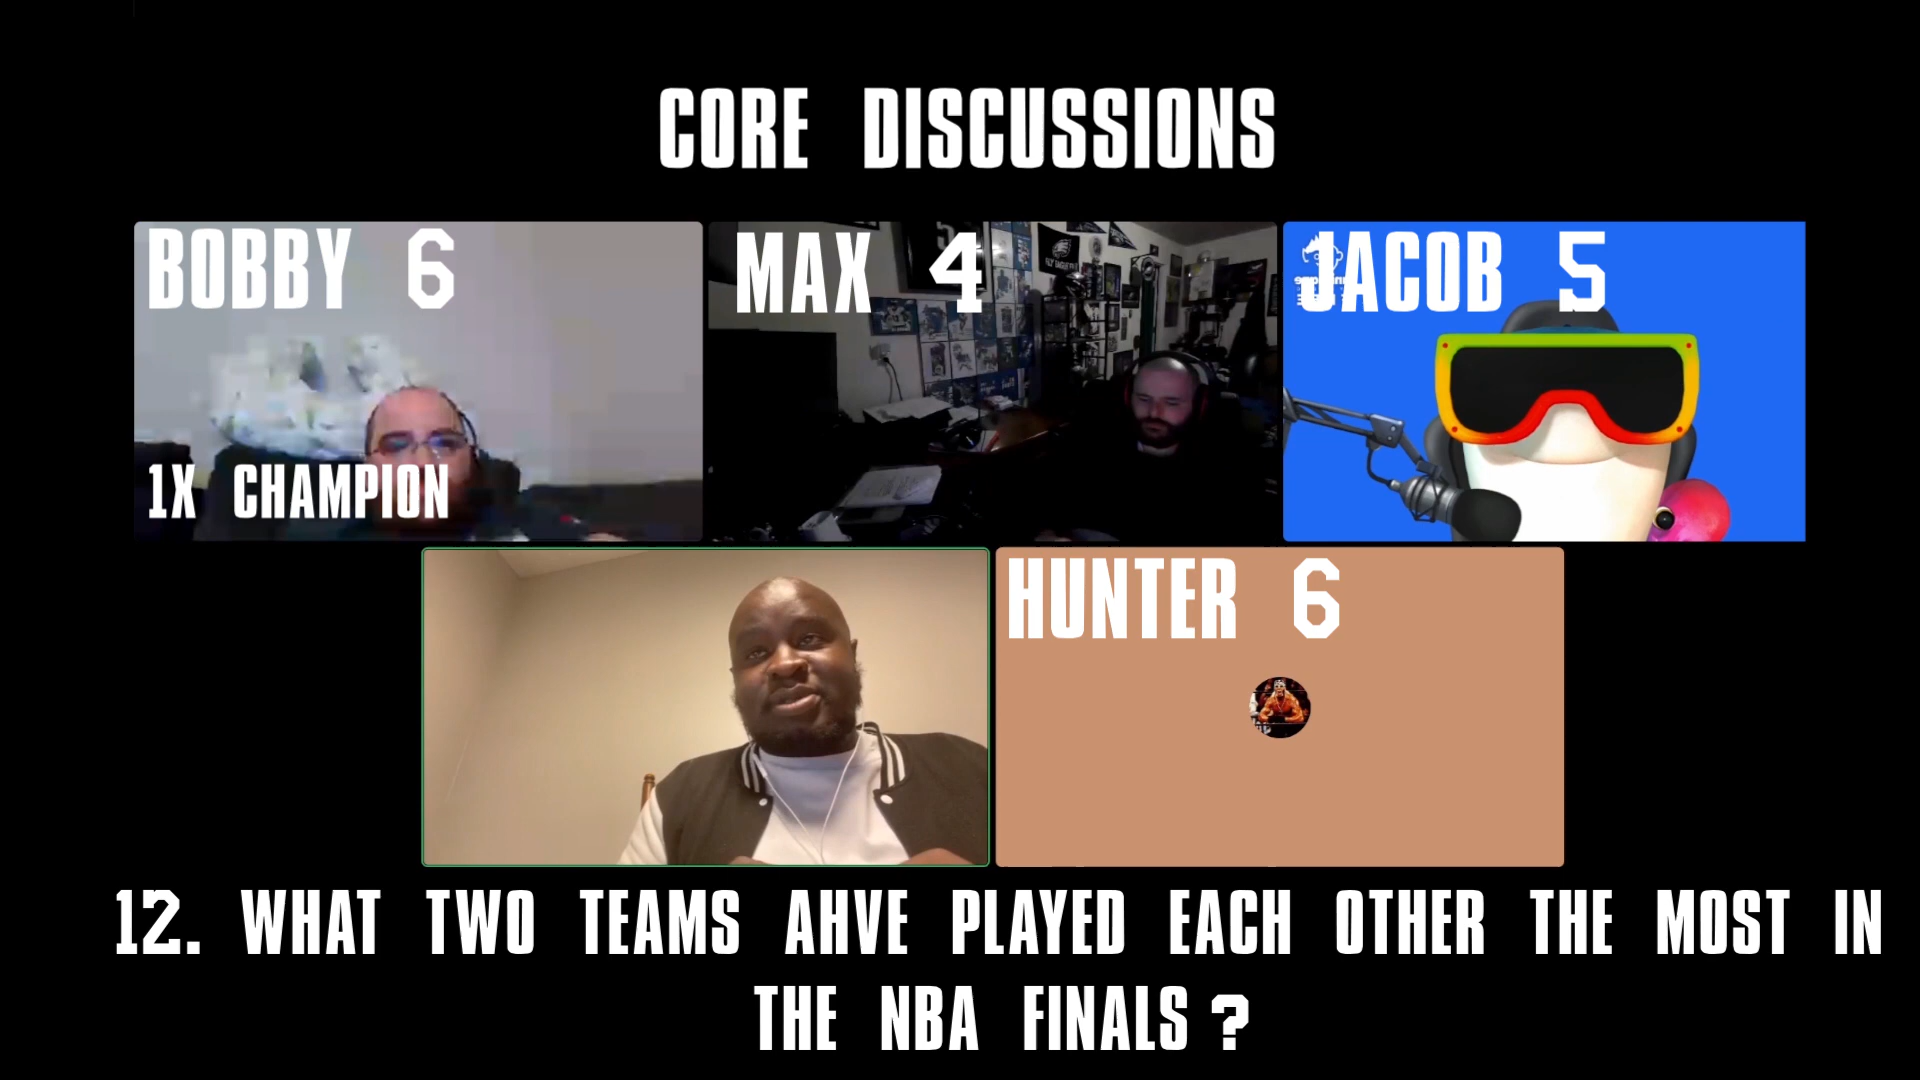 CORE DISCUSSIONS
BOBBY 6
MAX 4
JACOB 5
1X CHAMPION
HUNTER 6
12. WHAT TWO TEAMS AHVE PLAYED EACH OTHER THE MOST IN
THE NBA FINALS?